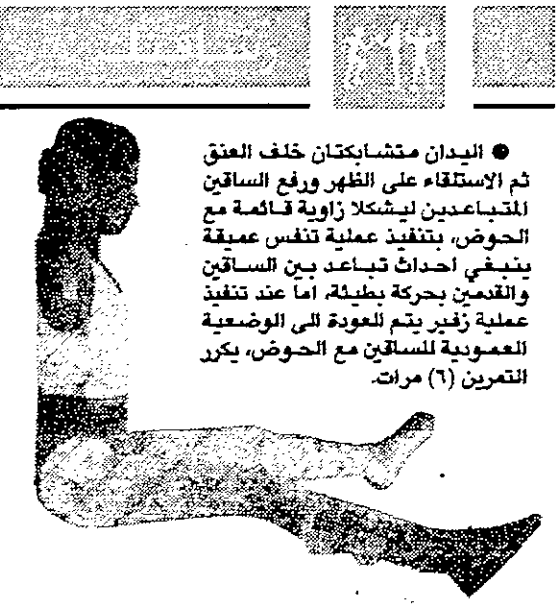 ● اليدان متشابكتان خلف العنق
ثم الاستلقاء على الظهر ورفع الساقين
المتباعدين ليشكلا زاوية قائمة مع
الحوض، بتنفيذ عملية تنفس عميقة
ينبغي احداث تباعد بين الساقين
والقدمين بحركة بطيئة، اما عند تنفيذ
عملية زفير يتم العودة الى الوضعية
العمودية للساقين مع الحوض، يكرر
التمرين (٦) مرات.